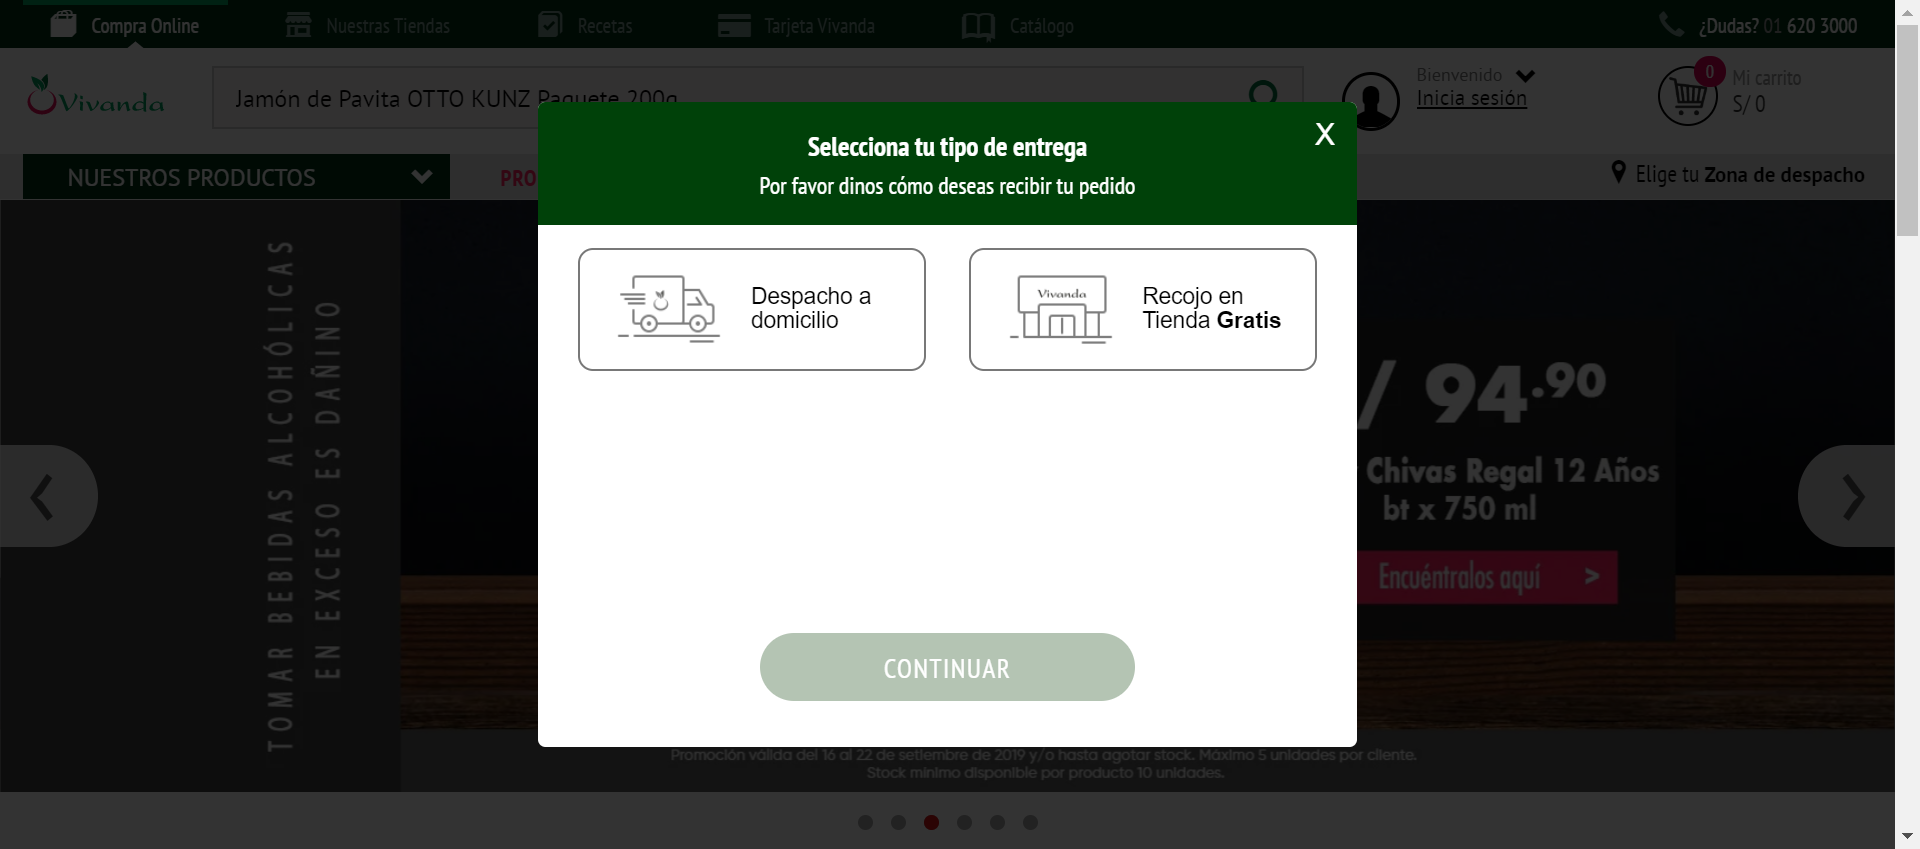 Compra Online
Nuestras Tiendas
Recetas
Tarjeta Vivanda
Catálogo
¿Dudas? 01 620 3000
Vivanda
Jamón de Pavita OTTO KUNZ Paquete 200g
Bienvenido
Inicia sesión
0
Mi carrito
S/ 0
NUESTROS PRODUCTOS
PRO
Elige tu Zona de despacho
Selecciona tu tipo de entrega
X
Por favor dinos cómo deseas recibir tu pedido
Despacho a
domicilio
Vivanda
Recojo en
Tienda Gratis
CONTINUAR
TOMAR BEBIDAS ALCOHÓLICAS
EN EXCESO ES DAÑINO
/ 94.90
Chivas Regal 12 Años
bt x 750 ml
Encuéntralos aquí >
Promoción válida del 16 al 22 de setiembre de 2019 y/o hasta agotar stock. Máximo 5 unidades por cliente.
Stock mínimo disponible por producto 10 unidades.